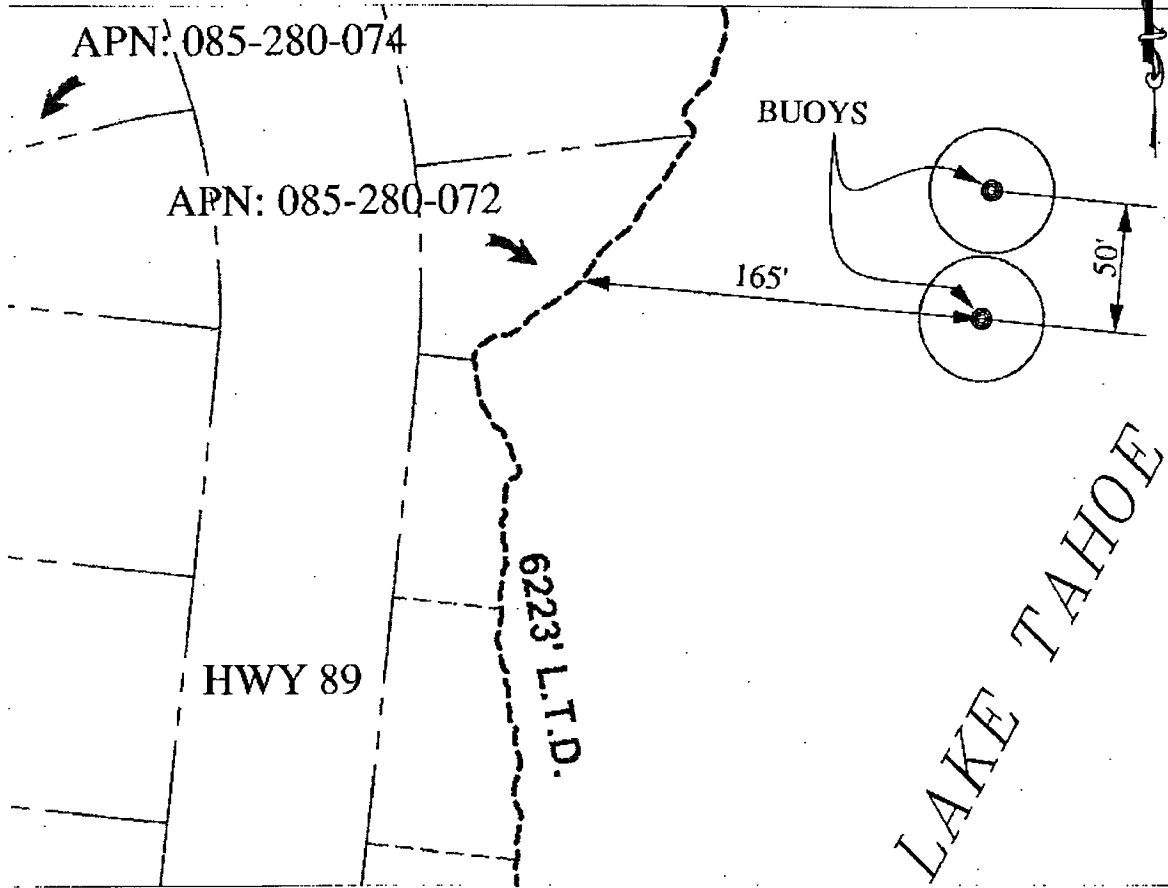 APN: 085-280-074
BUOYS
APN: 085-280-072
165'
50'
6223' L.T.D.
HWY 89
LAKE TAHOE